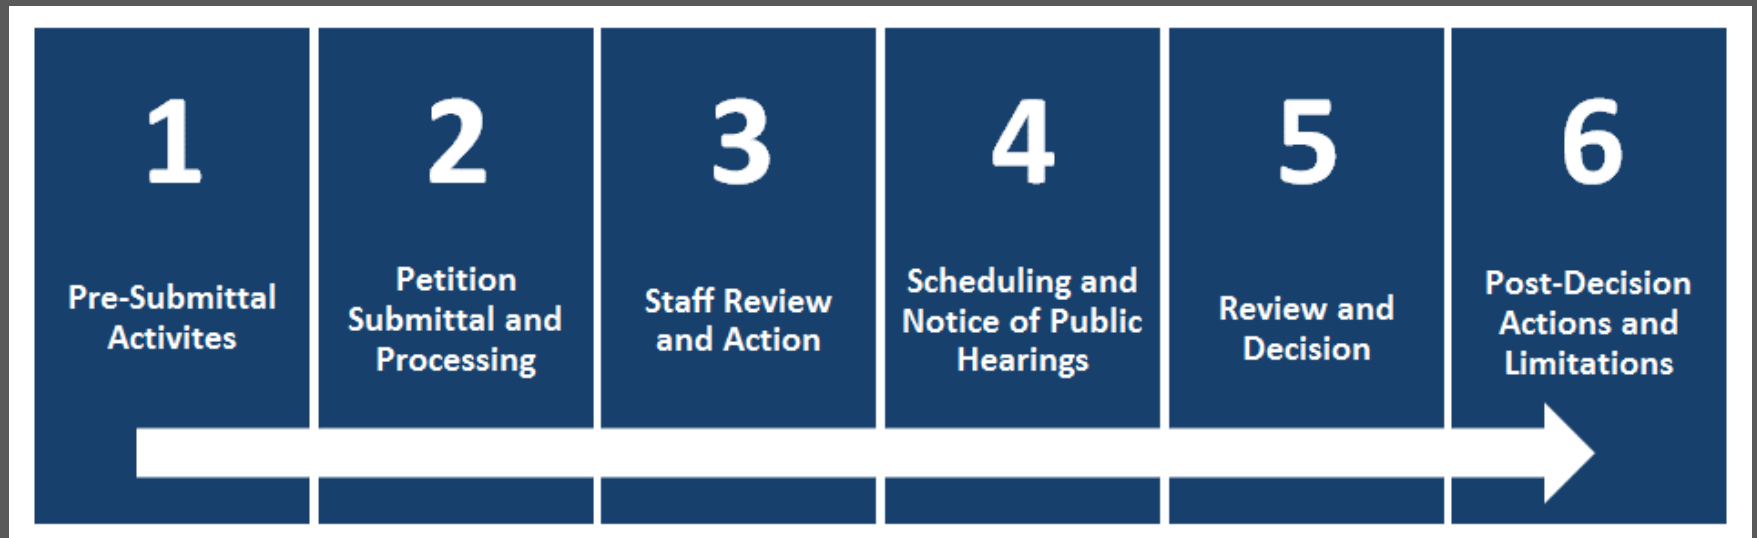 1
Pre-Submittal
Activites
2
Petition
Submittal and
Processing
3
Staff Review
and Action
4
Scheduling and
Notice of Public
Hearings
5
Review and
Decision
6
Post-Decision
Actions and
Limitations